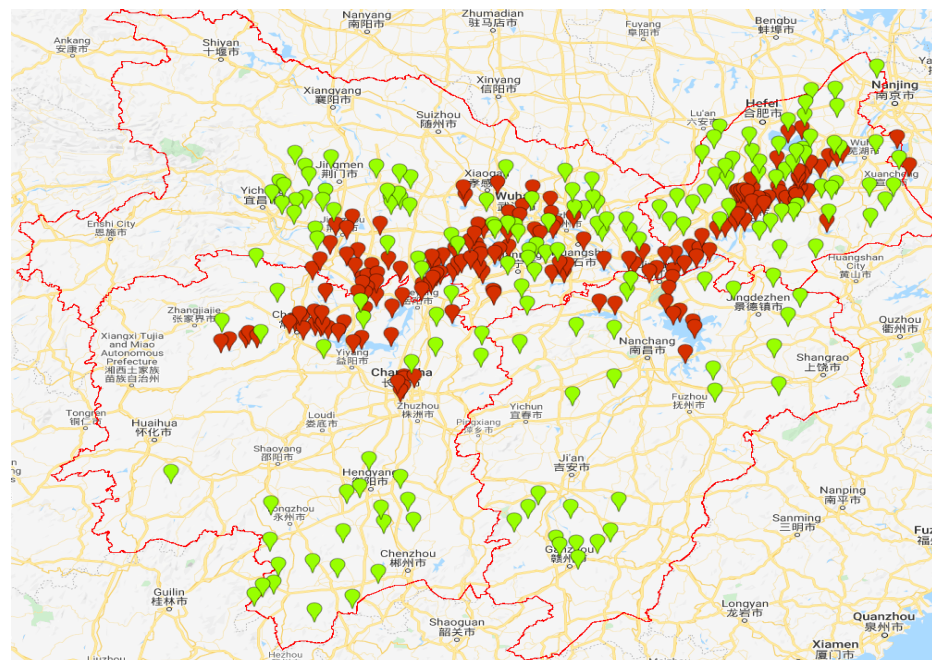 Nanyang
南阳市
Zhumadian
驻马店市
Fuyang
阜阳市
Bengbu
蚌埠市
Ankang
安康市
Shiyan
十堰市
Xinyang
信阳市
Xiangyang
襄阳市
Nanjing
南京市
Hefei
合肥市
Lu'an
六安市
Suizhou
随州市
Jingmen
荆门市
Xiaogan
孝感市
Yich
宜昌市
Enshi City
恩施市
Xuancheng
Huangshan
City
黄山市
Zhangjiajie
张家界市
Jingdezhen
景德镇市
Quzhou
衢州市
Xiangxi Tujia
and Miao
Autonomous
Prefecture
湘西土家族
苗族自治州
Yiyang
益阳市
Nanchang
南昌市
Shangrao
上饶市
Zhuzhou
株洲市
Yichun
宜春市
Fuzhou
抚州市
Tongren
铜仁市
Huaihua
怀化市
Loudi
娄底市
Pingxiang
萍乡市
Shaoyang
邵阳市
Ji'an
吉安市
Hengyang
Nanping
南平市
永州市
Sanming
三明市
Fuz
Chenzhou
郴州市
赣州市
Guilin
桂林市
Longyan
龙岩市
Quanzhou
泉州市
Shaoguan
韶关市
Xiamen
厦门市
Hezhou